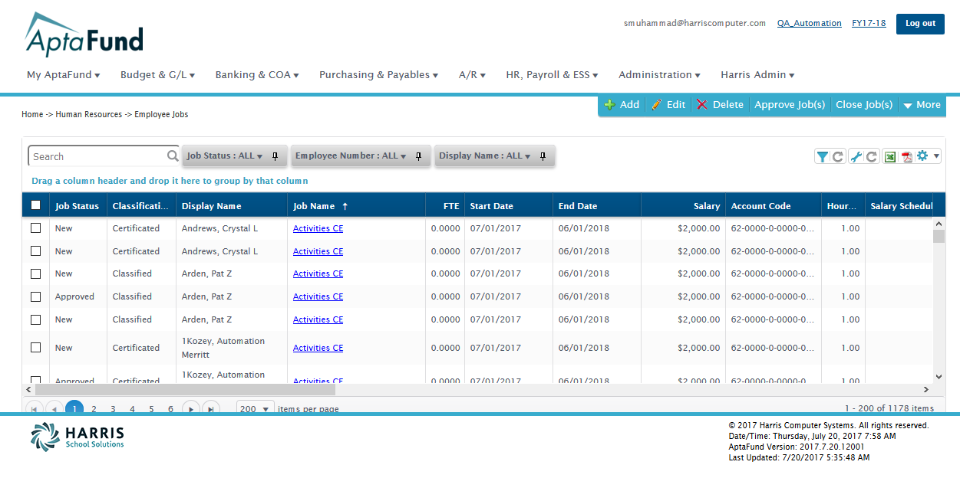 smuhammad@harriscomputer.com QA_Automation FY17-18 Log out
AptaFund
My AptaFund Budget & G/L Banking & COA Purchasing & Payables A/R HR, Payroll & ESS Administration Harris Admin
Add Edit Delete Approve Job(s) Close Job(s) More
Home -> Human Resources -> Employee Jobs
Search Job Status : ALL Employee Number : ALL Display Name : ALL
Drag a column header and drop it here to group by that column
Job Status Classificati... Display Name Job Name ↑ FTE Start Date End Date Salary Account Code Hour... Salary Schedul
New Certificated Andrews, Crystal L Activities CE 0.0000 07/01/2017 06/01/2018 $2,000.00 62-0000-0-0000-0... 1.00
New Certificated Andrews, Crystal L Activities CE 0.0000 07/01/2017 06/01/2018 $2,000.00 62-0000-0-0000-0... 1.00
New Classified Arden, Pat Z Activities CE 0.0000 07/01/2017 06/01/2018 $2,000.00 62-0000-0-0000-0... 1.00
Approved Classified Arden, Pat Z Activities CE 0.0000 07/01/2017 06/01/2018 $2,000.00 62-0000-0-0000-0... 1.00
New Classified Arden, Pat Z Activities CE 0.0000 07/01/2017 06/01/2018 $2,000.00 62-0000-0-0000-0... 1.00
New Certificated 1Kozey, Automation Merritt Activities CE 0.0000 07/01/2017 06/01/2018 $2,000.00 62-0000-0-0000-0... 1.00
Approved Certificated 1Kozey, Automation Activities CE 0.0000 07/01/2017 06/01/2018 $2,000.00 62-0000-0-0000-0... 1.00
1 2 3 4 5 6 200 items per page 1 - 200 of 1178 items
HARRIS
School Solutions
© 2017 Harris Computer Systems. All rights reserved.
Date/Time: Thursday, July 20, 2017 7:58 AM
AptaFund Version: 2017.7.20.12001
Last Updated: 7/20/2017 5:35:48 AM